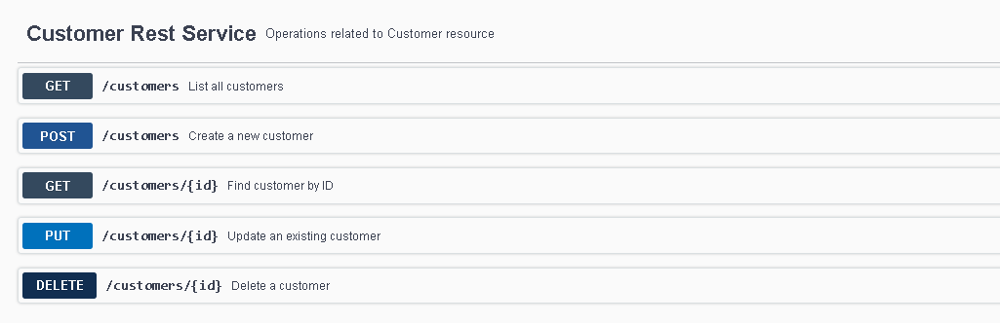 Customer Rest Service Operations related to Customer resource
GET /customers List all customers
POST /customers Create a new customer
GET /customers/{id} Find customer by ID
PUT /customers/{id} Update an existing customer
DELETE /customers/{id} Delete a customer